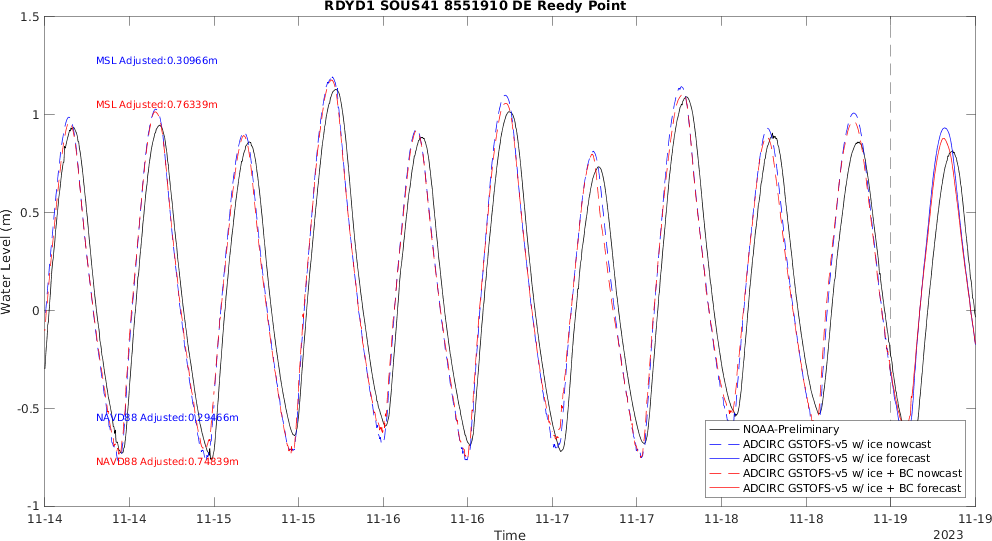 RDYD1 SOUS41 8551910 DE Reedy Point
1.5
MSL Adjusted:0.30966m
MSL Adjusted:0.76339m
1
0.5
Water Level (m)
0
-0.5
NAVD88 Adjusted:0.29466m
NAVD88 Adjusted:0.74839m
NOAA-Preliminary
ADCIRC GSTOFS-v5 w/ ice nowcast
ADCIRC GSTOFS-v5 w/ ice forecast
ADCIRC GSTOFS-v5 w/ ice + BC nowcast
ADCIRC GSTOFS-v5 w/ ice + BC forecast
-1
11-14 11-14 11-15 11-15 11-16 11-16 11-17 11-17 11-18 11-18 11-19 11-19
Time
2023